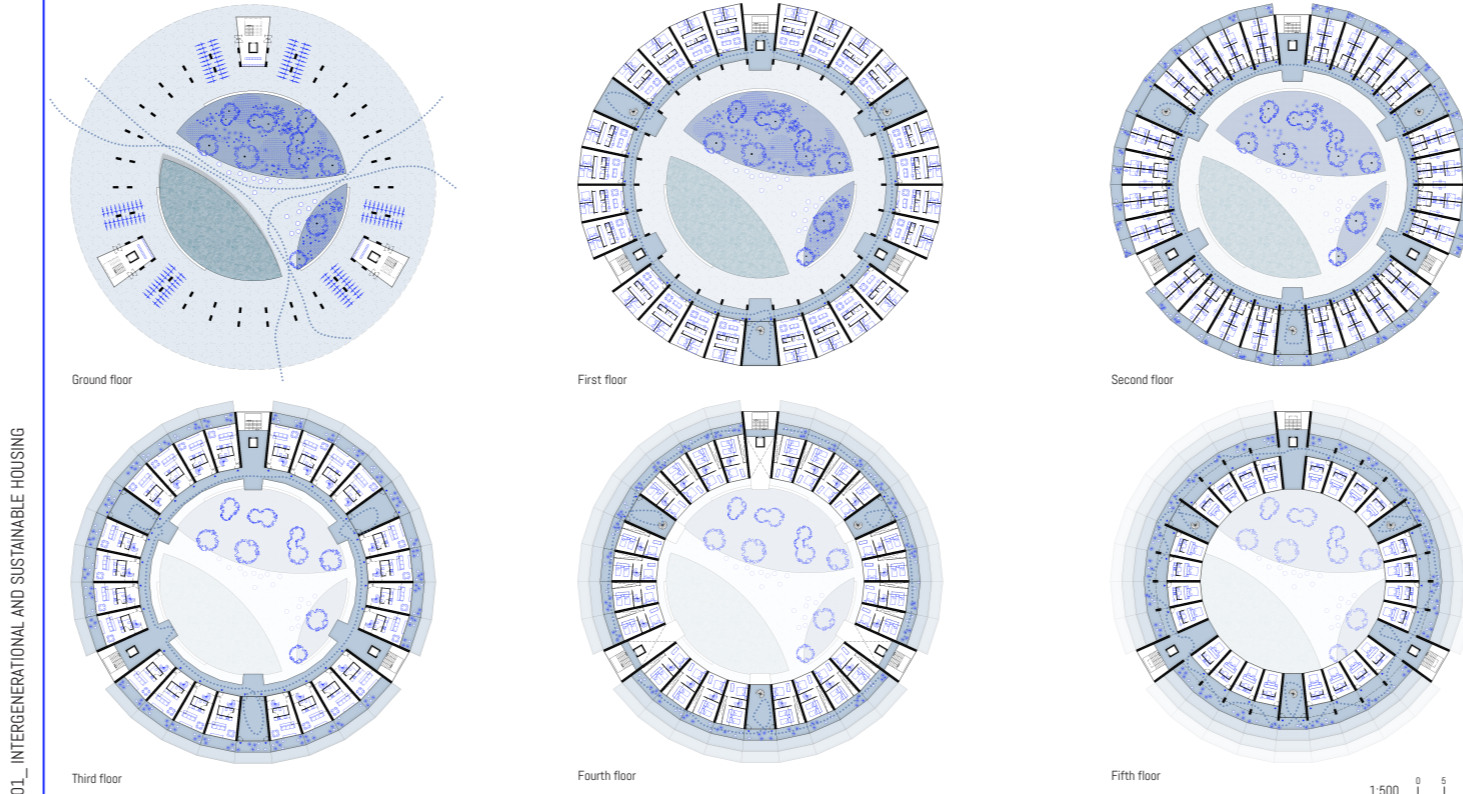 01_ INTERGENERATIONAL AND SUSTAINABLE HOUSING
Ground floor
First floor
Second floor
Third floor
Fourth floor
Fifth floor
1:500
0 5